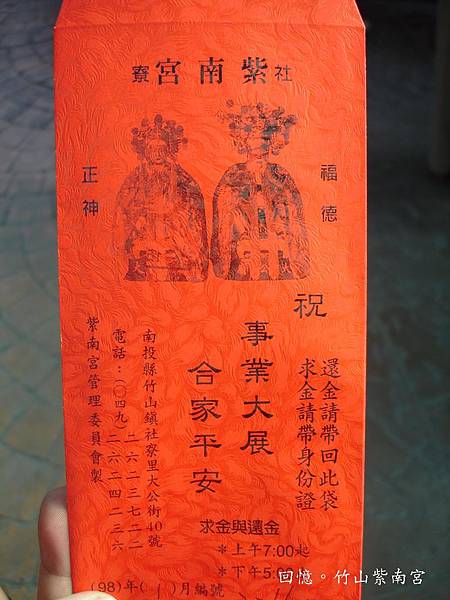 社紫南宮寮
福德
正神
祝
還金請帶回此袋
求金請帶身份證
事業大展
合家平安
南投縣竹山鎮社寮里大公街40號
電話:(○四九)
二六二三七二二
二六二四二三六
紫南宮管理委員會製
求金與還金
*上午7:00起
*下午5:00
(98)年(1)月編號
回憶。竹山紫南宮